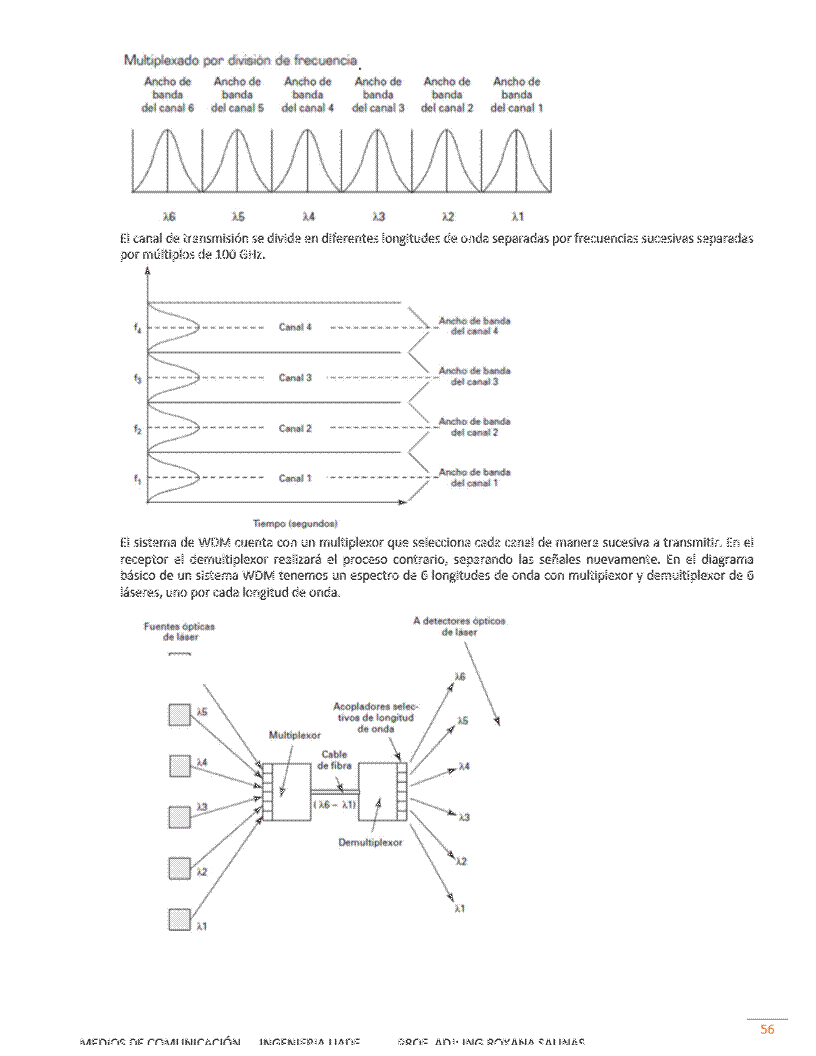 Multiplexado por división de frecuencia.
Ancho de banda del canal 6
Ancho de banda del canal 5
Ancho de banda del canal 4
Ancho de banda del canal 3
Ancho de banda del canal 2
Ancho de banda del canal 1
λ6 λ5 λ4 λ3 λ2 λ1
El canal de transmisión se divide en diferentes longitudes de onda separadas por frecuencias sucesivas separadas
por múltiplos de 100 GHz.
f4 Canal 4 Ancho de banda del canal 4
f3 Canal 3 Ancho de banda del canal 3
f2 Canal 2 Ancho de banda del canal 2
f1 Canal 1 Ancho de banda del canal 1
Tiempo (segundos)
El sistema de WDM cuenta con un multiplexor que selecciona cada canal de manera sucesiva a transmitir. En el
receptor el demultiplexor realizará el proceso contrario, separando las señales nuevamente. En el diagrama
básico de un sistema WDM tenemos un espectro de 6 longitudes de onda con multiplexor y demultiplexor de 6
láseres, uno por cada longitud de onda.
Fuentes ópticas
de láser
λ5
λ4
λ3
λ2
λ1
Multiplexor
Cable
de fibra
(λ6 – λ1)
Acopladores selec-
tivos de longitud
de onda
Demultiplexor
A detectores ópticos
de láser
λ6
λ5
λ4
λ3
λ2
λ1
56
MEDIOS DE COMUNICACIÓN INGENIERIA UADE PROF. ADJ: ING ROXANA SALINAS